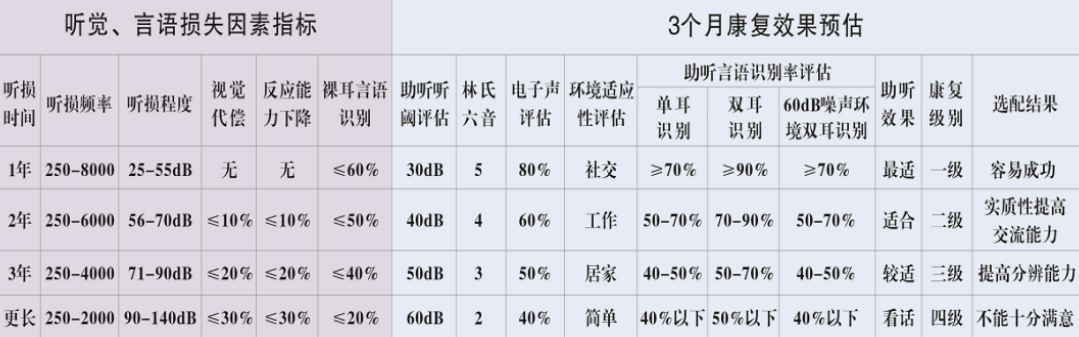 听觉、言语损失因素指标 3个月康复效果预估
听损时间 听损频率 听损程度 视觉代偿 反应能力下降 裸耳言语识别 助听听阈评估 林氏六音 电子声评估 环境适应性评估 助听言语识别率评估 单耳识别 双耳识别 60dB噪声环境双耳识别 助听效果 康复级别 选配结果
1年 250-8000 25-55dB 无 无 ≤60% 30dB 5 80% 社交 ≥70% ≥90% ≥70% 最适 一级 容易成功
2年 250-6000 56-70dB ≤10% ≤10% ≤50% 40dB 4 60% 工作 50-70% 70-90% 50-70% 适合 二级 实质性提高交流能力
3年 250-4000 71-90dB ≤20% ≤20% ≤40% 50dB 3 50% 居家 40-50% 50-70% 40-50% 较适 三级 提高分辨能力
更长 250-2000 90-140dB ≤30% ≤30% ≤20% 60dB 2 40% 简单 40%以下 50%以下 40%以下 看话 四级 不能十分满意